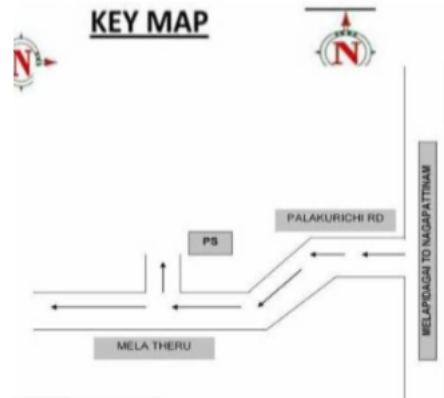 KEY MAP
N
N
PALAKURICHI RD
PS
MELAPIDAGAI TO NAGAPATTINAM
MELA THERU